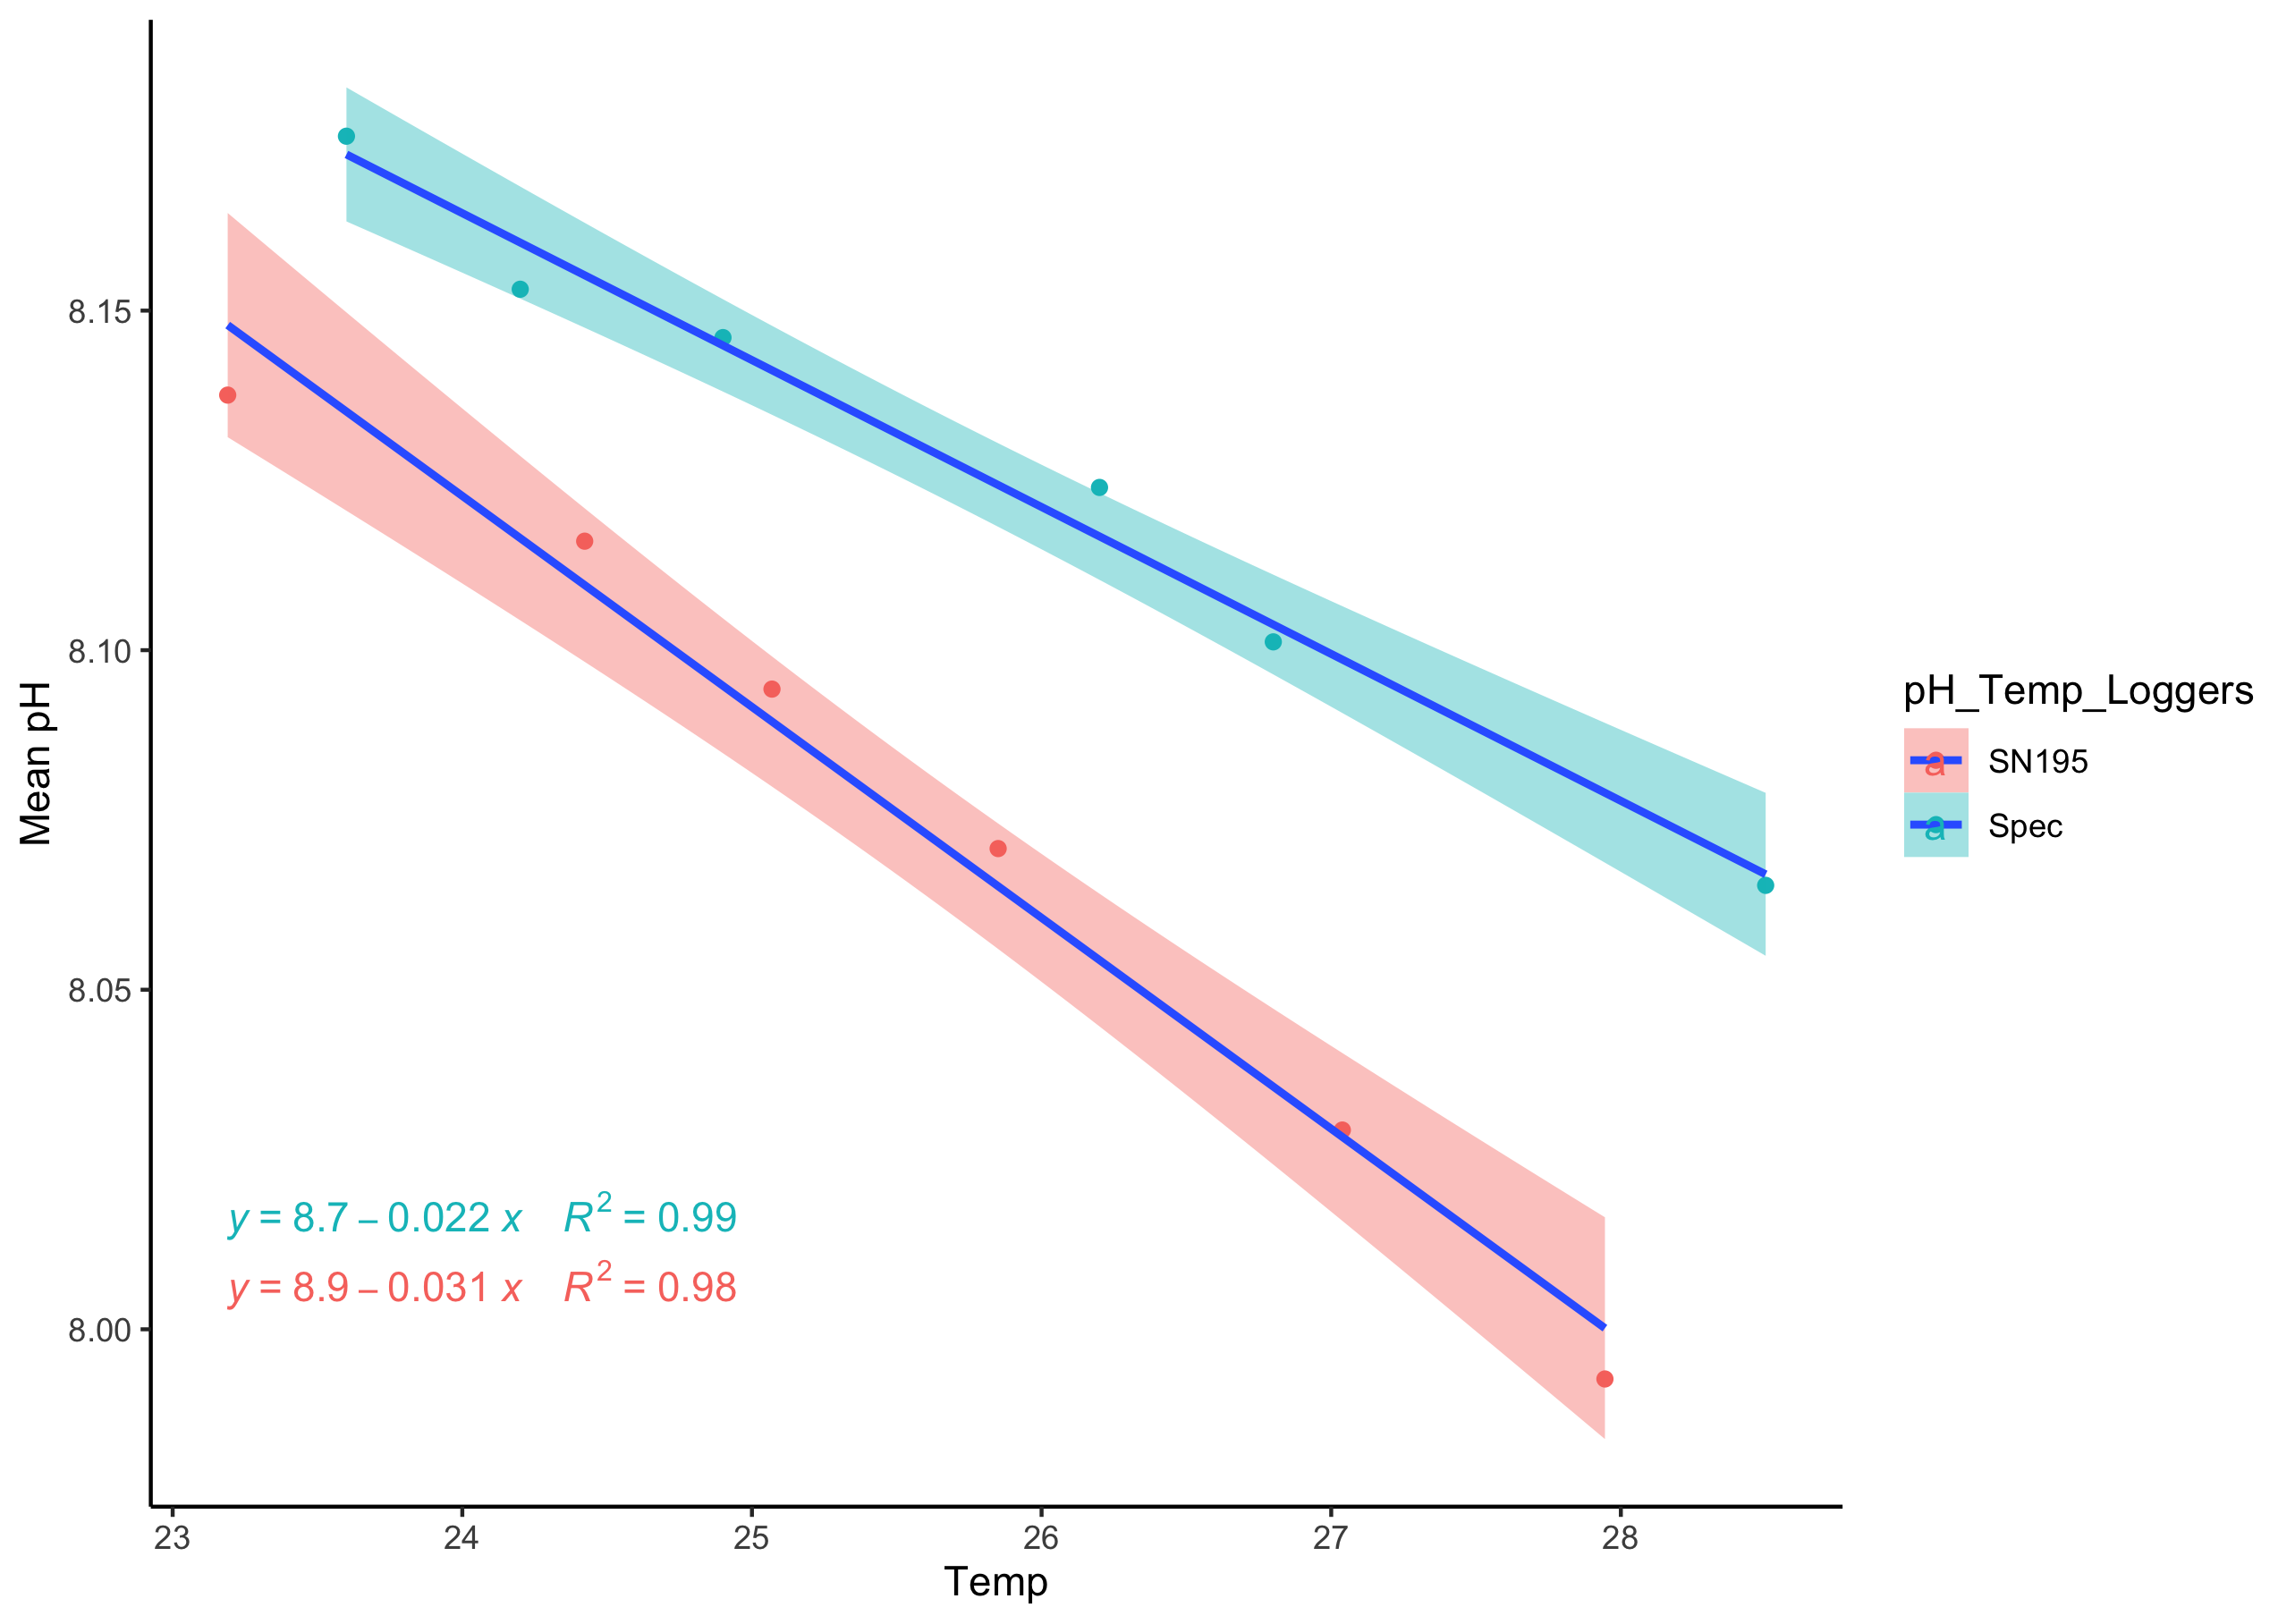 8.15
8.10
8.05
8.00
Mean pH
y = 8.7 – 0.022 x R² = 0.99
y = 8.9 – 0.031 x R² = 0.98
23 24 25 26 27 28
Temp
pH_Temp_Loggers
a SN195
a Spec